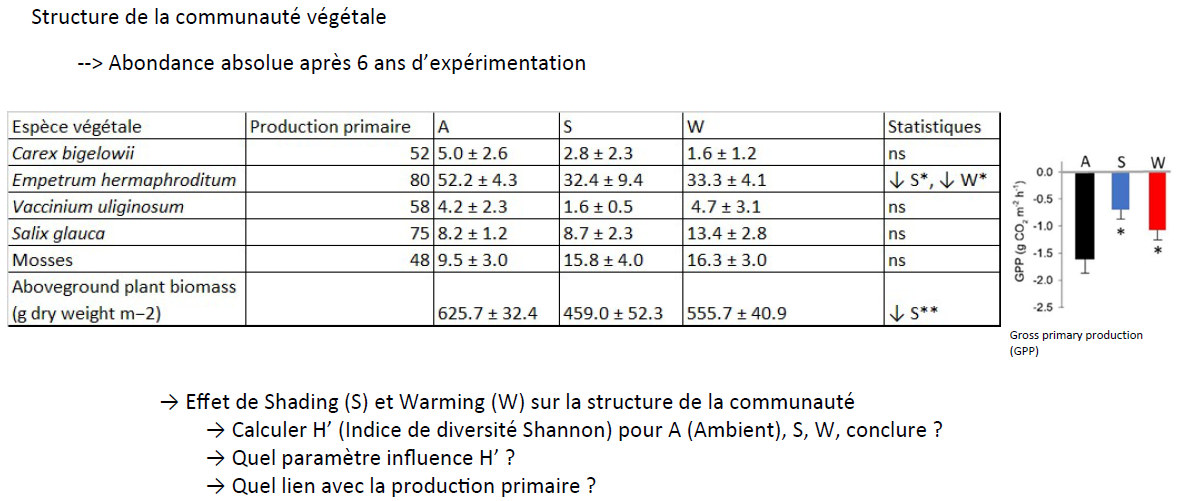 Structure de la communauté végétale
--> Abondance absolue après 6 ans d’expérimentation
Espèce végétale Production primaire A S W Statistiques
Carex bigelowii 52 5.0 ± 2.6 2.8 ± 2.3 1.6 ± 1.2 ns
Empetrum hermaphroditum 80 52.2 ± 4.3 32.4 ± 9.4 33.3 ± 4.1 ↓ S*, ↓ W*
Vaccinium uliginosum 58 4.2 ± 2.3 1.6 ± 0.5 4.7 ± 3.1 ns
Salix glauca 75 8.2 ± 1.2 8.7 ± 2.3 13.4 ± 2.8 ns
Mosses 48 9.5 ± 3.0 15.8 ± 4.0 16.3 ± 3.0 ns
Aboveground plant biomass
(g dry weight m−2) 625.7 ± 32.4 459.0 ± 52.3 555.7 ± 40.9 ↓ S**
A S W
0.0
-0.5
-1.0
-1.5
-2.0
-2.5
GPP (g CO2 m-2 h-1)
* *
Gross primary production
(GPP)
→ Effet de Shading (S) et Warming (W) sur la structure de la communauté
→ Calculer H’ (Indice de diversité Shannon) pour A (Ambient), S, W, conclure ?
→ Quel paramètre influence H’ ?
→ Quel lien avec la production primaire ?